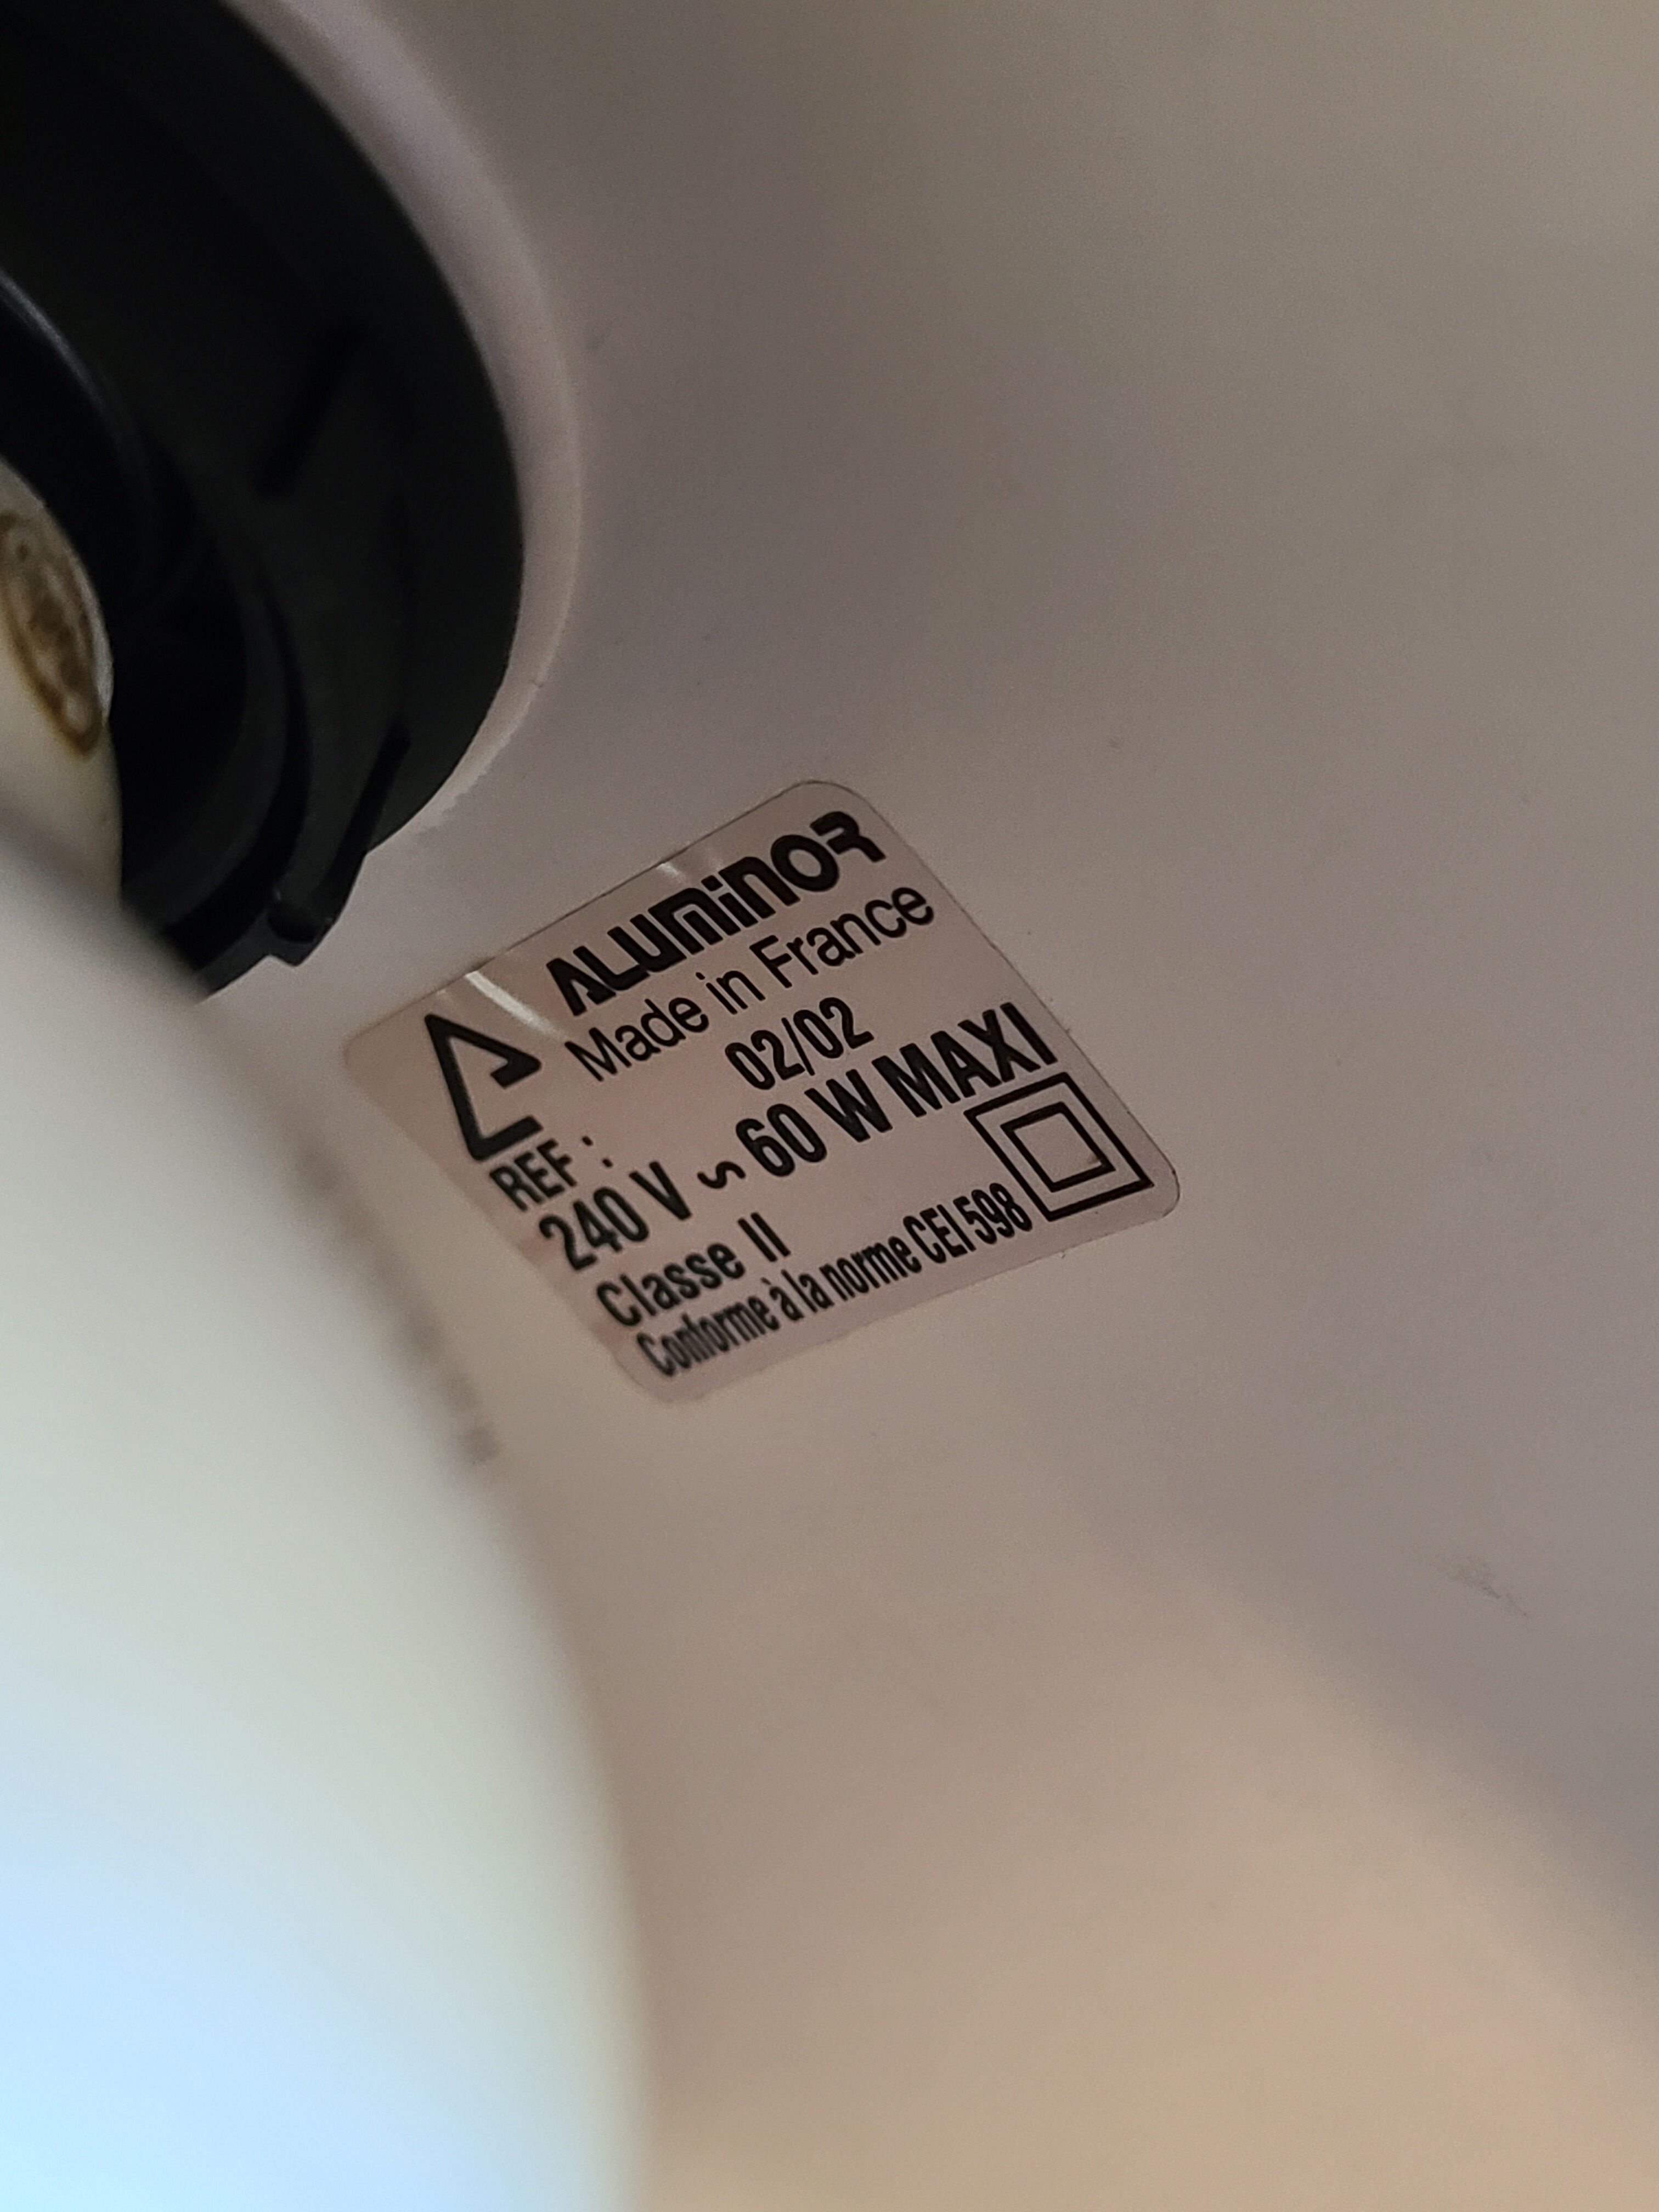 ALUMINOR
Made in France
REF : 02/02
240 V ~ 60 W MAXI
Classe II
Conforme à la norme CEI 598